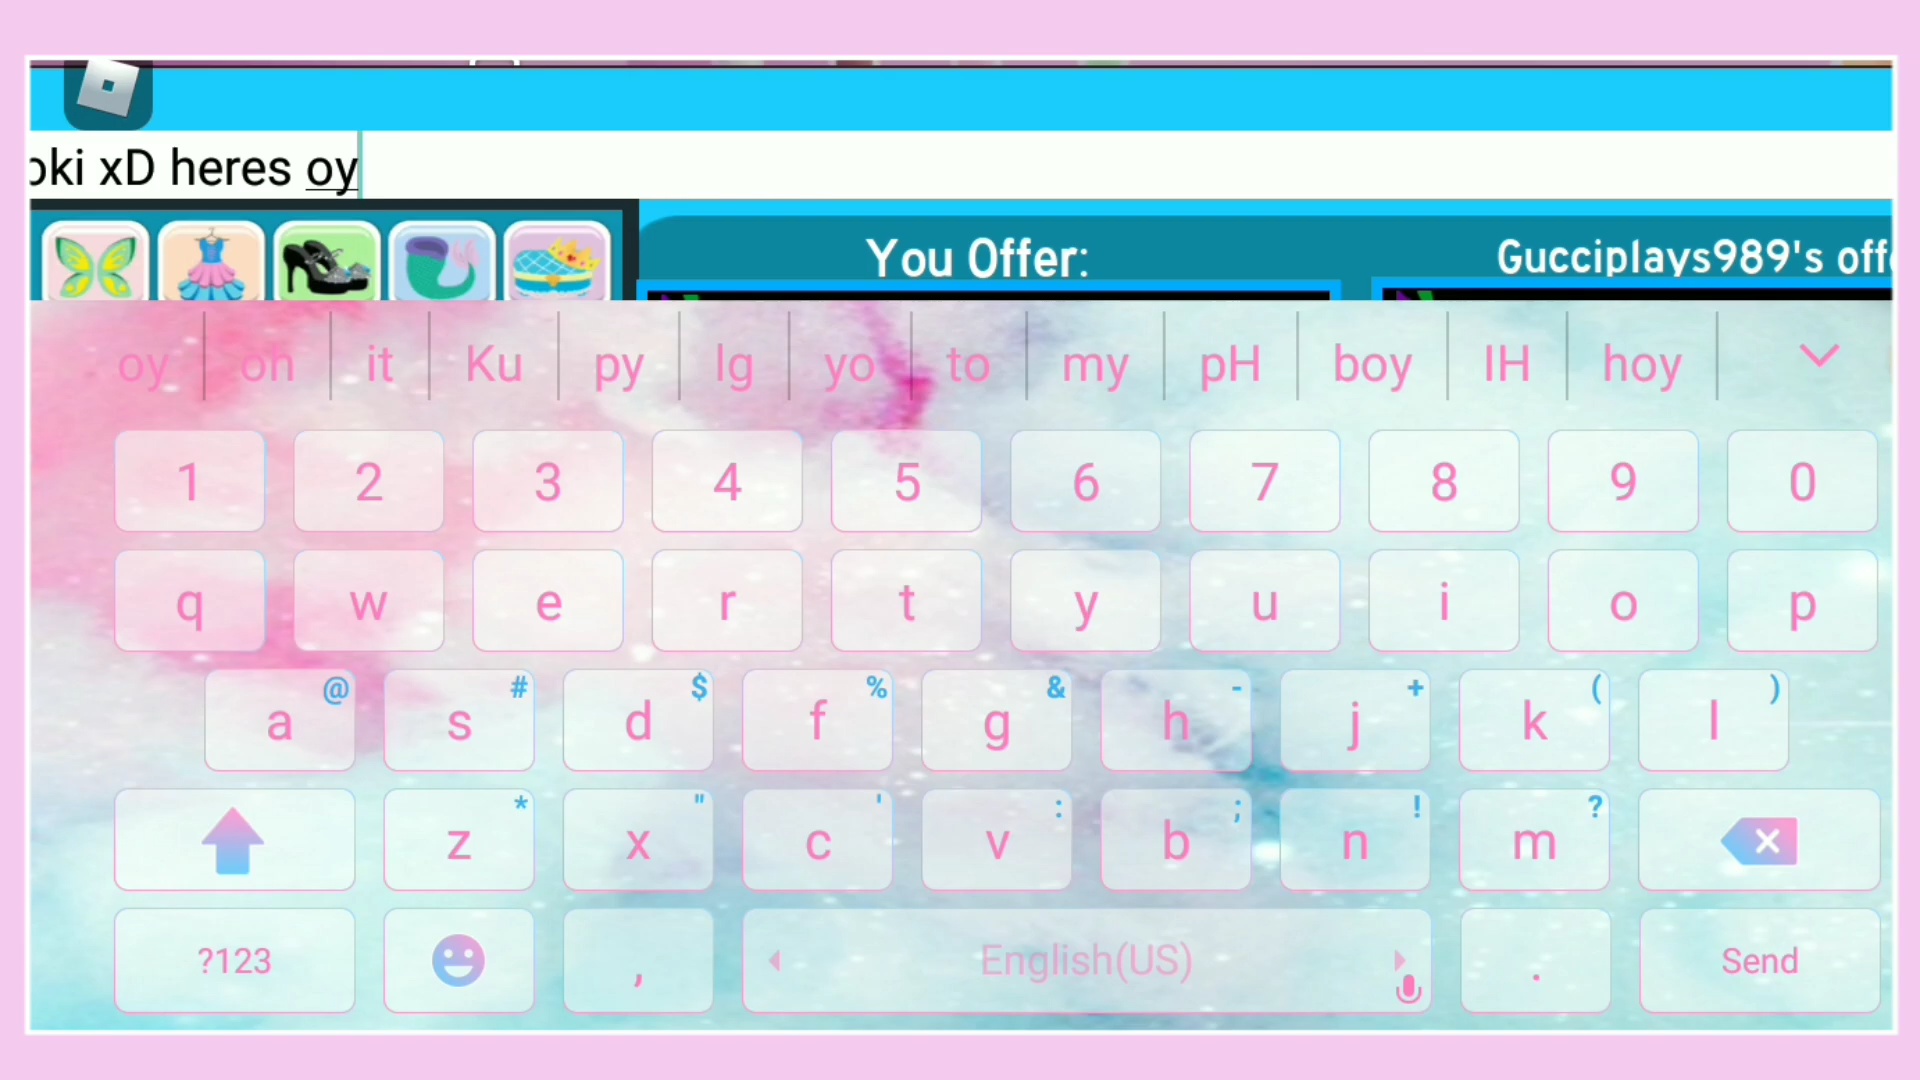 oki xD heres oy
You Offer:
Gucciplays989's offe
oy oh it Ku py lg yo to my pH boy IH hoy
1 2 3 4 5 6 7 8 9 0
q w e r t y u i o p
@ # $ % & - + ( )
a s d f g h j k l
* " ' : ; ! ?
z x c v b n m
?123 , English(US) . Send